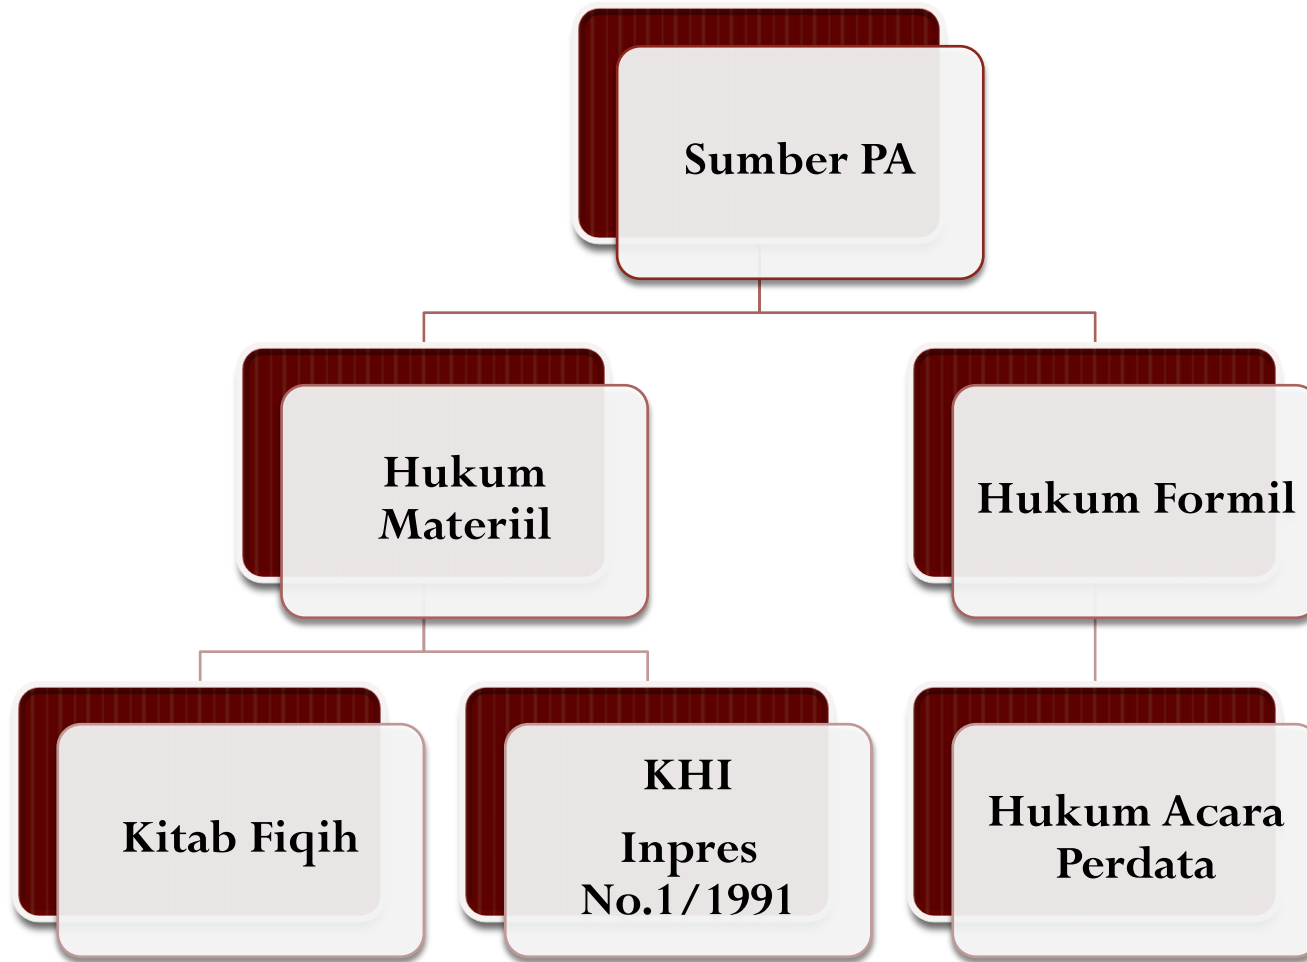 Sumber PA
Hukum
Materiil
Hukum Formil
Kitab Fiqih
KHI
Inpres
No.1/1991
Hukum Acara
Perdata